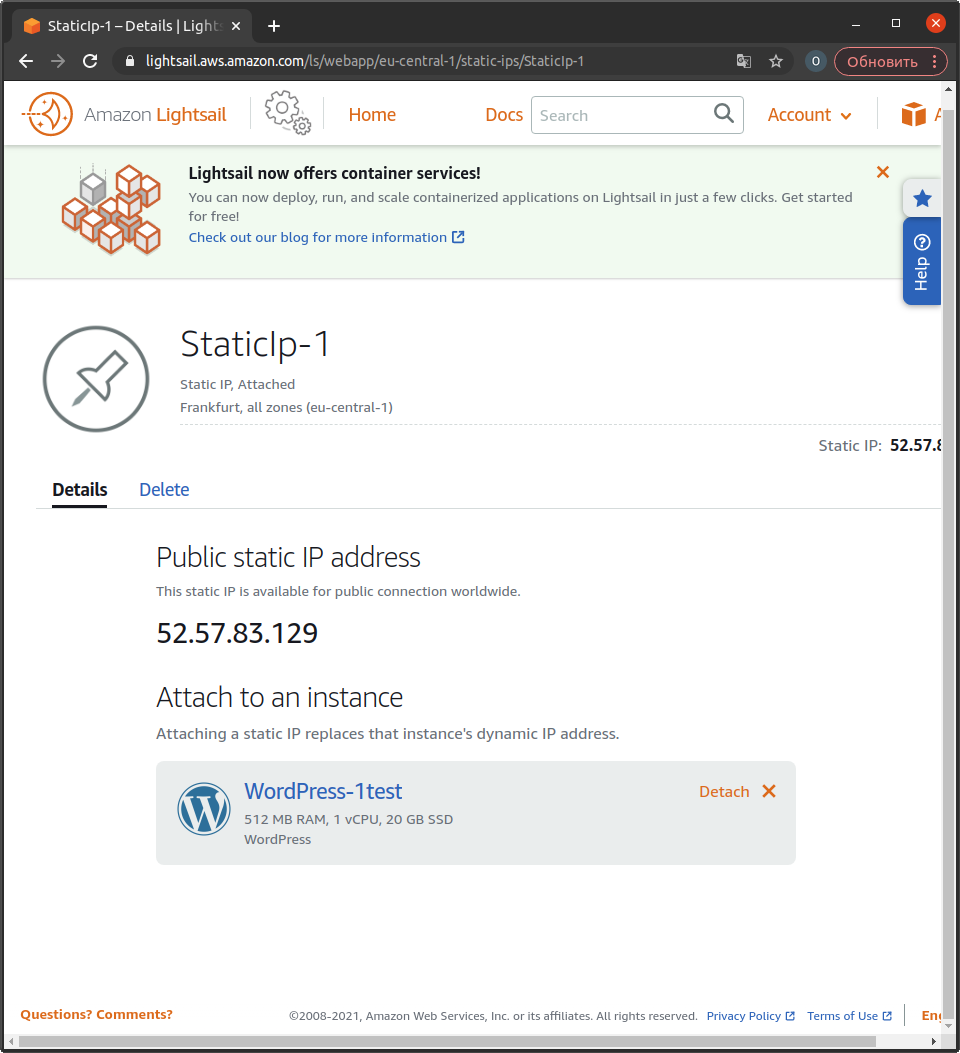 StaticIp-1 – Details | Lights
lightsail.aws.amazon.com/ls/webapp/eu-central-1/static-ips/StaticIp-1
O
Обновить
Amazon Lightsail
Home
Docs
Search
Account
A
Lightsail now offers container services!
You can now deploy, run, and scale containerized applications on Lightsail in just a few clicks. Get started
for free!
Check out our blog for more information
Help
StaticIp-1
Static IP, Attached
Frankfurt, all zones (eu-central-1)
Static IP: 52.57.8
Details
Delete
Public static IP address
This static IP is available for public connection worldwide.
52.57.83.129
Attach to an instance
Attaching a static IP replaces that instance's dynamic IP address.
WordPress-1test
Detach
512 MB RAM, 1 vCPU, 20 GB SSD
WordPress
Questions? Comments?
©2008-2021, Amazon Web Services, Inc. or its affiliates. All rights reserved.
Privacy Policy
Terms of Use
Eng